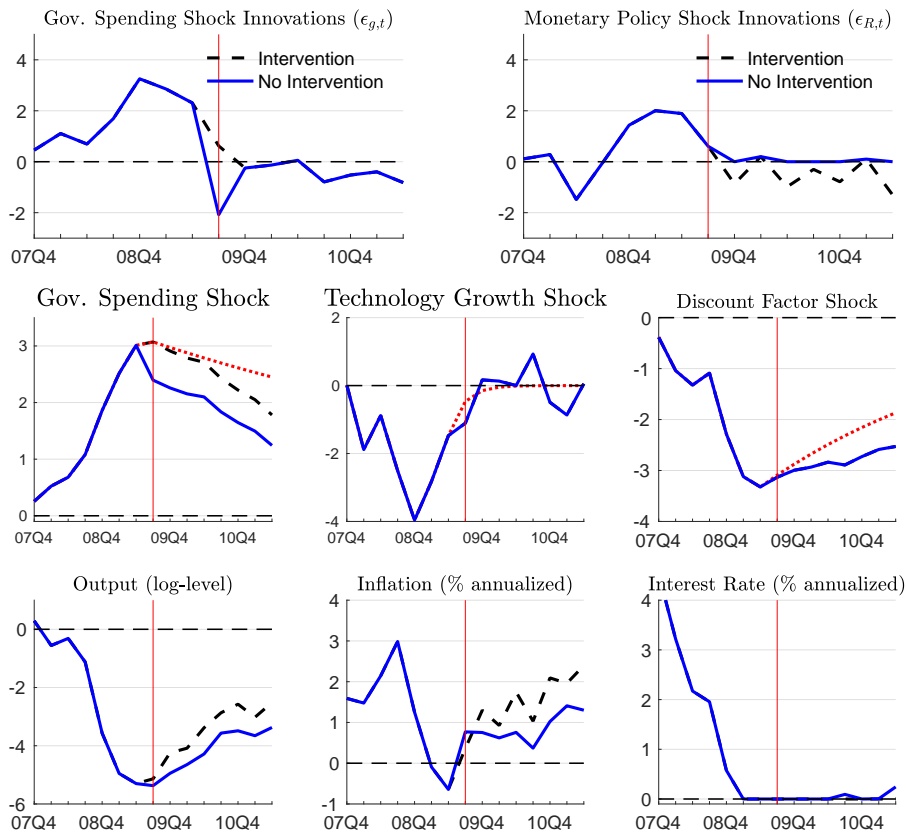 Gov. Spending Shock Innovations (ϵg,t)
Monetary Policy Shock Innovations (ϵR,t)
4
2
0
-2
Intervention
No Intervention
07Q4
08Q4
09Q4
10Q4
4
2
0
-2
Intervention
No Intervention
07Q4
08Q4
09Q4
10Q4
Gov. Spending Shock
Technology Growth Shock
Discount Factor Shock
3
2
1
0
07Q4
08Q4
09Q4
10Q4
2
0
-2
-4
07Q4
08Q4
09Q4
10Q4
0
-1
-2
-3
-4
07Q4
08Q4
09Q4
10Q4
Output (log-level)
Inflation (% annualized)
Interest Rate (% annualized)
0
-2
-4
-6
07Q4
08Q4
09Q4
10Q4
4
3
2
1
0
-1
07Q4
08Q4
09Q4
10Q4
4
3
2
1
0
07Q4
08Q4
09Q4
10Q4